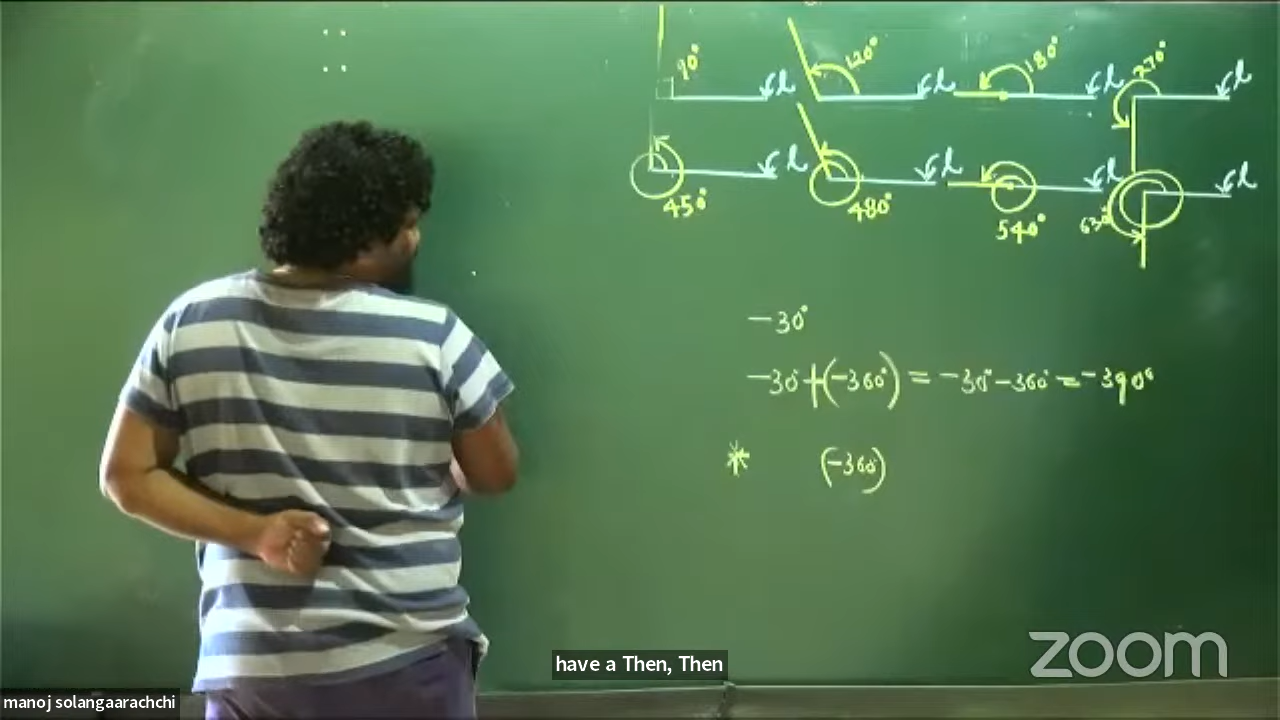 90° l 120° l 180° l 270° l
450° l 480° l 540° l 630° l
-30°
-30°+(-360°) = -30°-360° = -390°
* (-360°)
zoom
have a Then, Then
manoj solangaarachchi